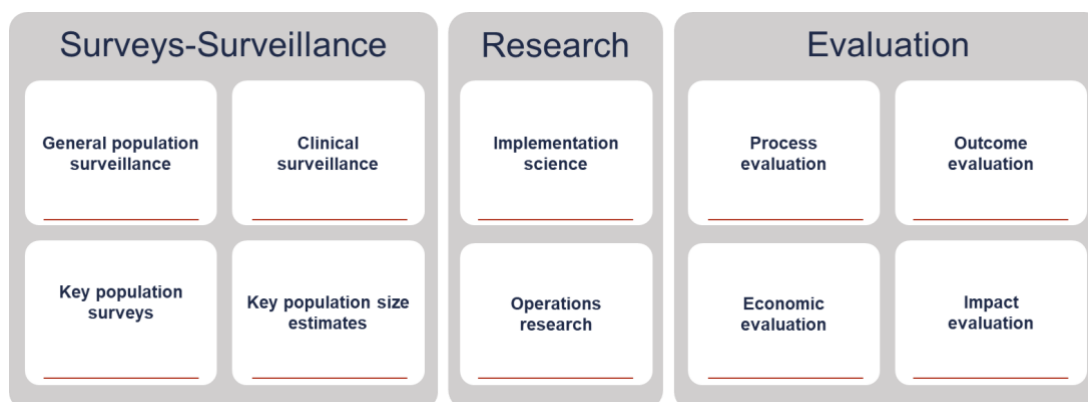 Surveys-Surveillance
General population
surveillance
Clinical
surveillance
Key population
surveys
Key population size
estimates
Research
Implementation
science
Operations
research
Evaluation
Process
evaluation
Outcome
evaluation
Economic
evaluation
Impact
evaluation